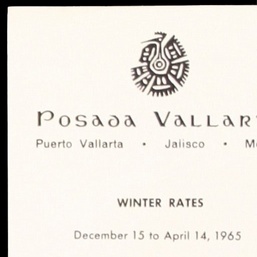 Posada Vallar
Puerto Vallarta • Jalisco • M
WINTER RATES
December 15 to April 14, 1965